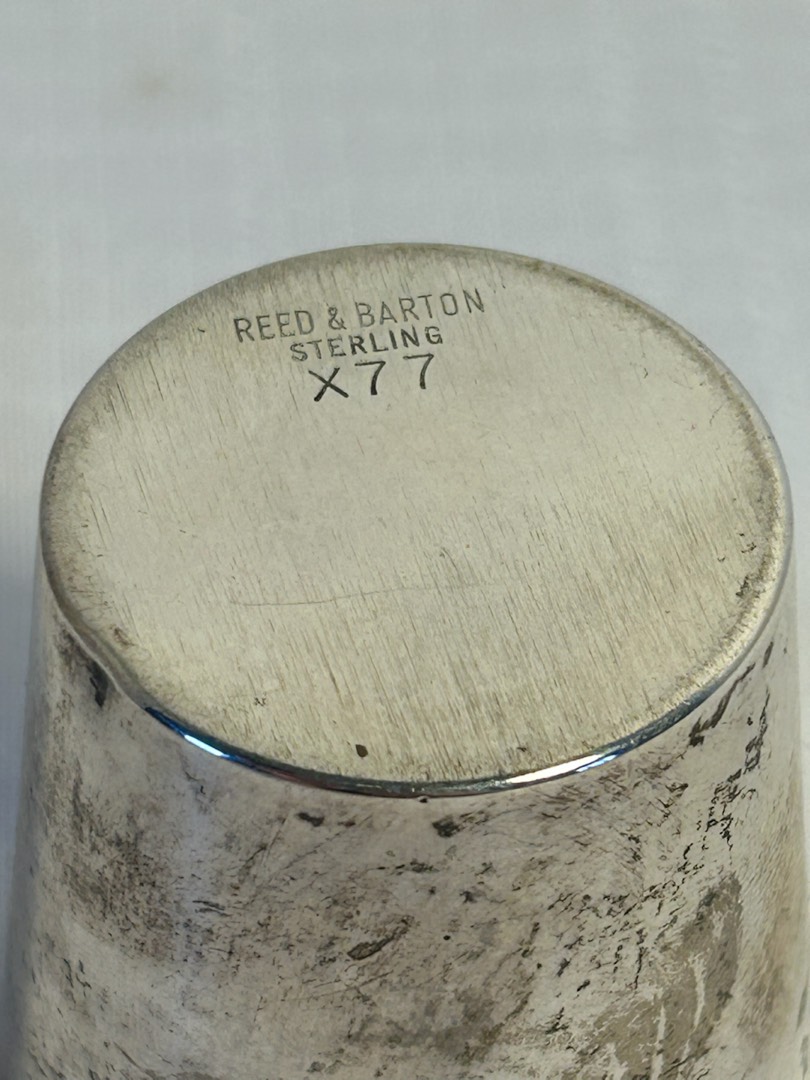 REED & BARTON
STERLING
X77